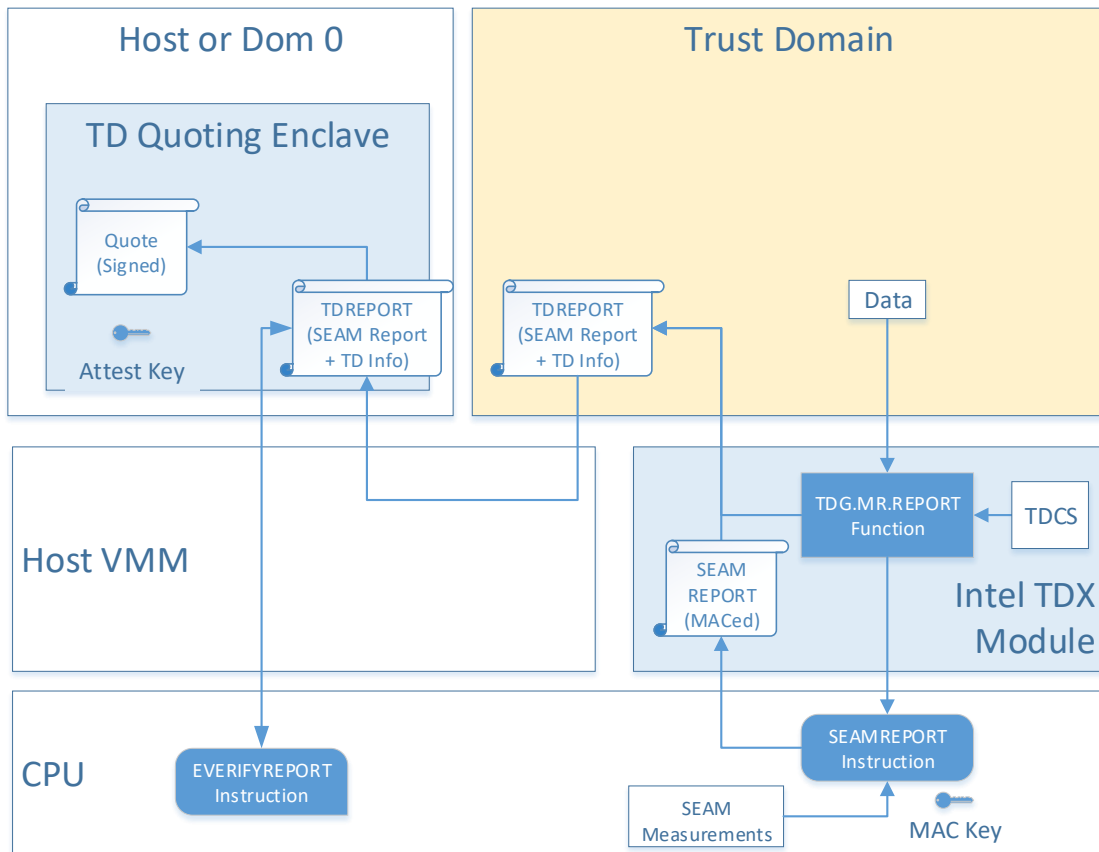 Host or Dom 0
Trust Domain
TD Quoting Enclave
Quote
(Signed)
TDREPORT
(SEAM Report
+ TD Info)
Attest Key
TDREPORT
(SEAM Report
+ TD Info)
Data
Host VMM
TDG.MR.REPORT
Function
TDCS
SEAM
REPORT
(MACed)
Intel TDX
Module
CPU
EVERIFYREPORT
Instruction
SEAMREPORT
Instruction
SEAM
Measurements
MAC Key